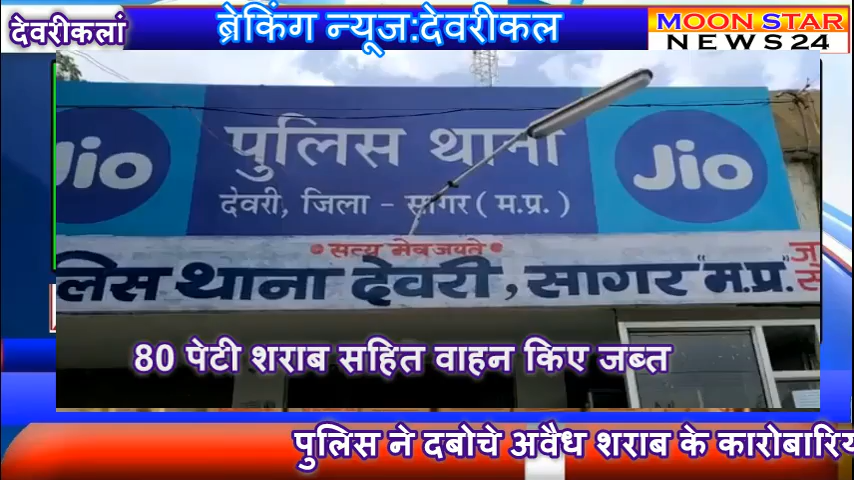 देवरीकलां
ब्रेकिंग न्यूज:देवरीकल
MOON STAR
NEWS24
Jio
पुलिस थाना
Jio
देवरी, जिला - सागर ( म.प्र. )
सत्य मेव जयते
लिस थाना देवरी, सागर "म.प्र."
80 पेटी शराब सहित वाहन किए जब्त
पुलिस ने दबोचे अवैध शराब के कारोबारिय